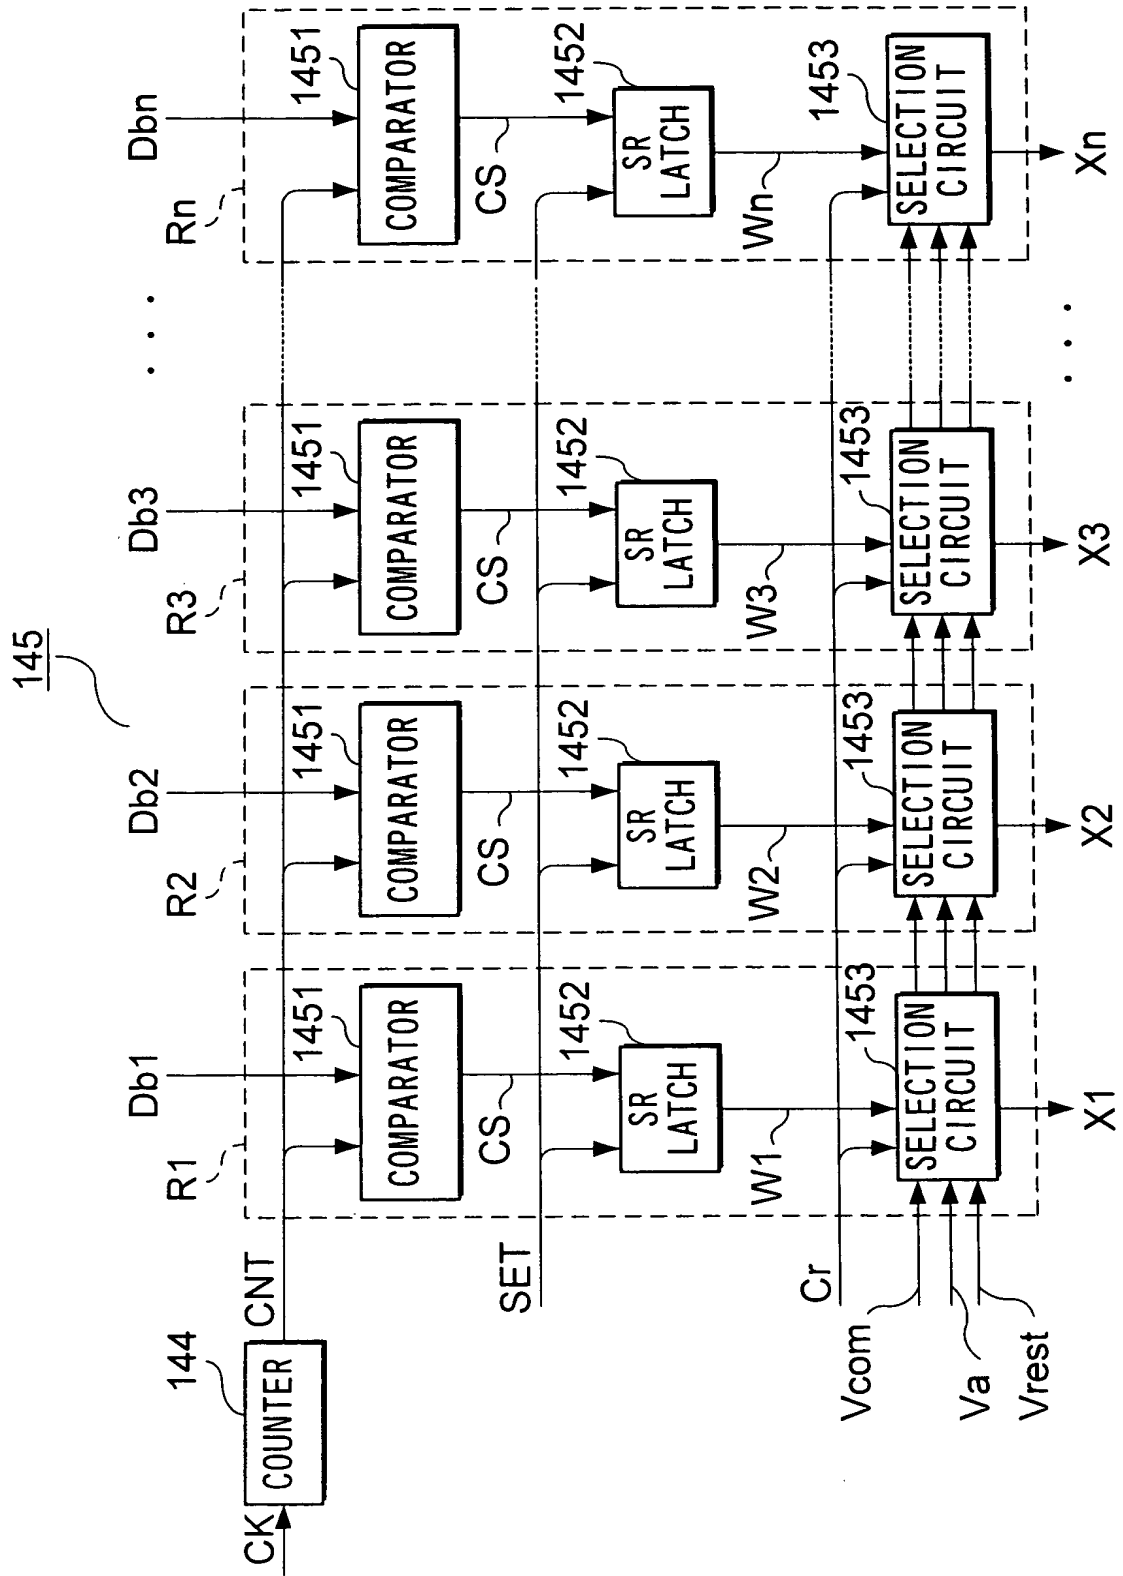 145
Db1
Db2
Db3
. . .
Dbn
R1
R2
R3
Rn
144
CK
COUNTER
CNT
1451
COMPARATOR
1451
COMPARATOR
1451
COMPARATOR
1451
COMPARATOR
CS
CS
CS
CS
SET
1452
SR
LATCH
1452
SR
LATCH
1452
SR
LATCH
1452
SR
LATCH
W1
W2
W3
Wn
Cr
Vcom
Va
Vrest
1453
SELECTION
CIRCUIT
1453
SELECTION
CIRCUIT
1453
SELECTION
CIRCUIT
1453
SELECTION
CIRCUIT
X1
X2
X3
. . .
Xn